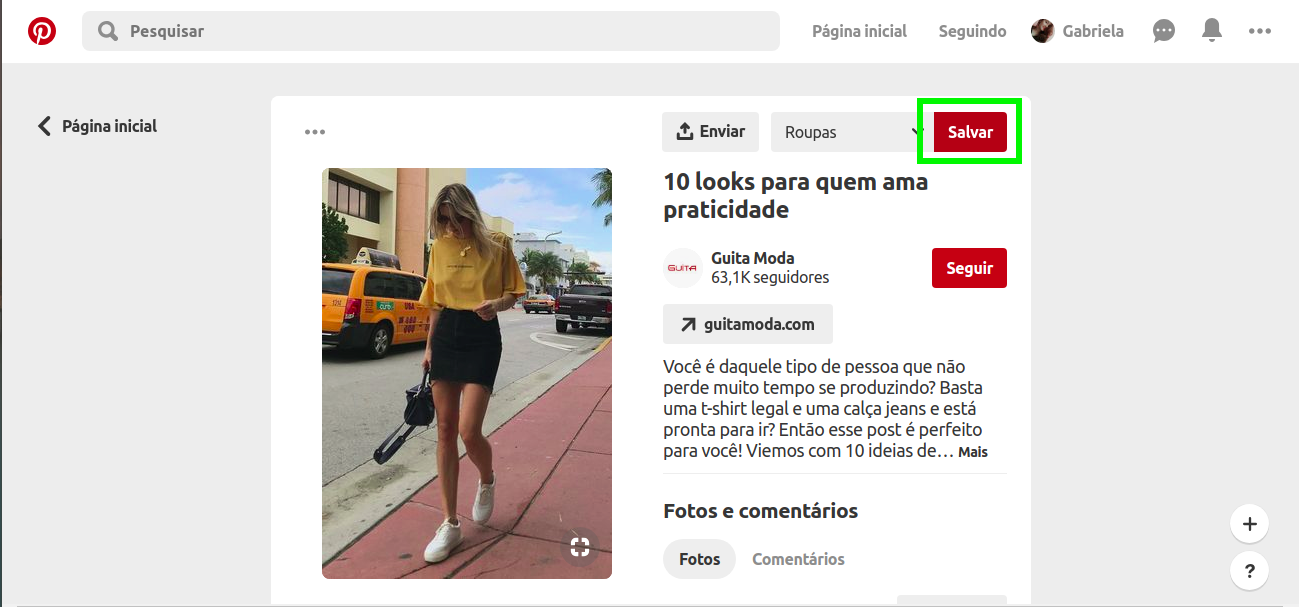 Pesquisar
Página inicial
Seguindo
Gabriela
Página inicial
Enviar
Roupas
Salvar
10 looks para quem ama
praticidade
GUITA
Guita Moda
63,1K seguidores
Seguir
guitamoda.com
Você é daquele tipo de pessoa que não
perde muito tempo se produzindo? Basta
uma t-shirt legal e uma calça jeans e está
pronta para ir? Então esse post é perfeito
para você! Viemos com 10 ideias de… Mais
Fotos e comentários
Fotos
Comentários
?